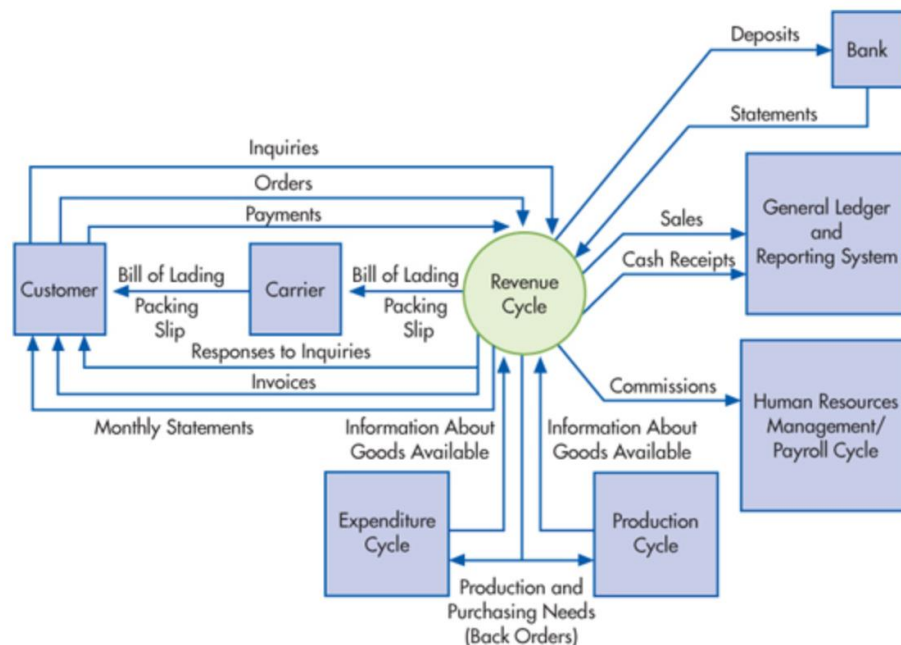 Deposits
Bank
Statements
Inquiries
Orders
Payments
Sales
General Ledger
and
Reporting System
Cash Receipts
Customer
Bill of Lading
Packing
Slip
Carrier
Bill of Lading
Packing
Slip
Revenue
Cycle
Responses to Inquiries
Invoices
Monthly Statements
Commissions
Human Resources
Management/
Payroll Cycle
Information About
Goods Available
Information About
Goods Available
Expenditure
Cycle
Production
Cycle
Production and
Purchasing Needs
(Back Orders)